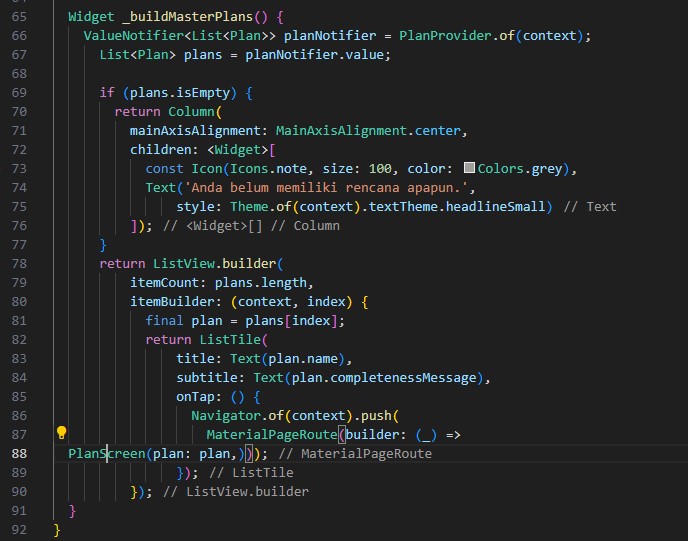 65 Widget _buildMasterPlans() {
66 ValueNotifier<List<Plan>> planNotifier = PlanProvider.of(context);
67 List<Plan> plans = planNotifier.value;
68
69 if (plans.isEmpty) {
70 return Column(
71 mainAxisAlignment: MainAxisAlignment.center,
72 children: <Widget>[
73 const Icon(Icons.note, size: 100, color: Colors.grey),
74 Text('Anda belum memiliki rencana apapun.',
75 style: Theme.of(context).textTheme.headlineSmall) // Text
76 ]); // <Widget>[] // Column
77 }
78 return ListView.builder(
79 itemCount: plans.length,
80 itemBuilder: (context, index) {
81 final plan = plans[index];
82 return ListTile(
83 title: Text(plan.name),
84 subtitle: Text(plan.completenessMessage),
85 onTap: () {
86 Navigator.of(context).push(
87 MaterialPageRoute(builder: (_) =>
88 PlanScreen(plan: plan,))); // MaterialPageRoute
89 }); // ListTile
90 }); // ListView.builder
91 }
92 }